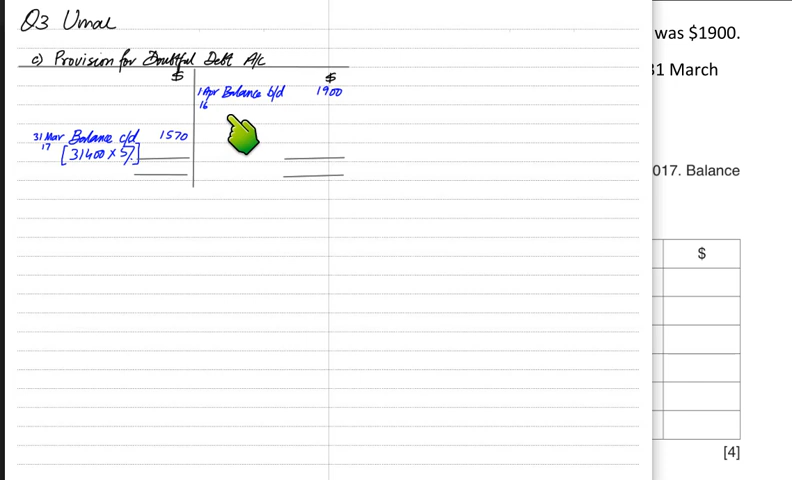 Q3 Umal
c) Provision for Doubtful Debt A/c
$ $
1 Apr Balance b/d 1900
16
31 Mar Balance c/d 1570
17 [31400 x 5%]
was $1900.
31 March
017. Balance
$
[4]